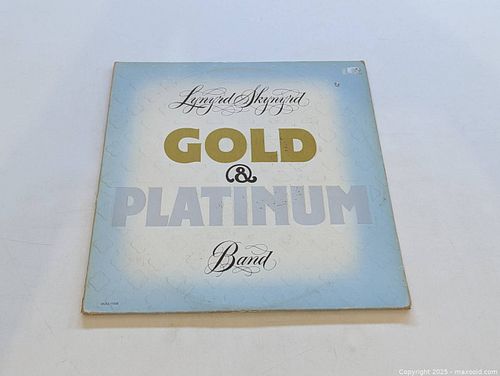 Lynyrd Skynyrd
GOLD
&
PLATINUM
Band
Copyright 2025 - maxsold.com